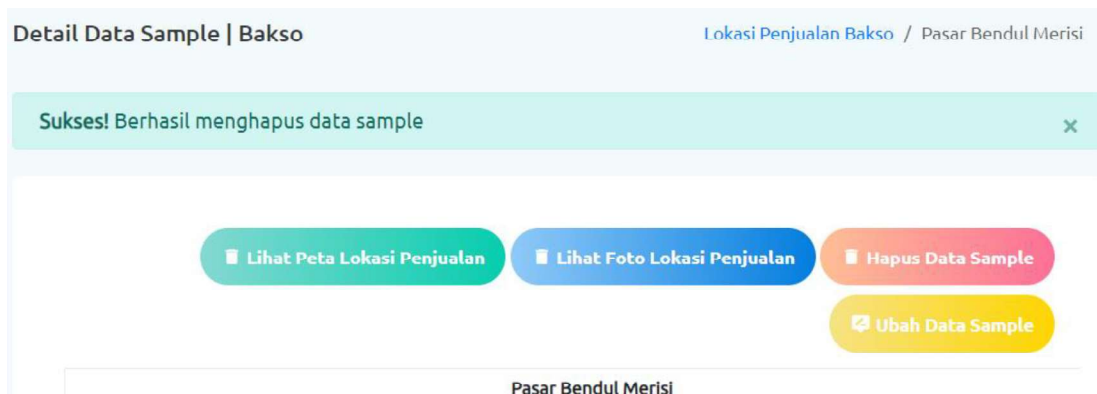 Detail Data Sample | Bakso
Lokasi Penjualan Bakso / Pasar Bendul Merisi
Sukses! Berhasil menghapus data sample ×
Lihat Peta Lokasi Penjualan
Lihat Foto Lokasi Penjualan
Hapus Data Sample
Ubah Data Sample
Pasar Bendul Merisi